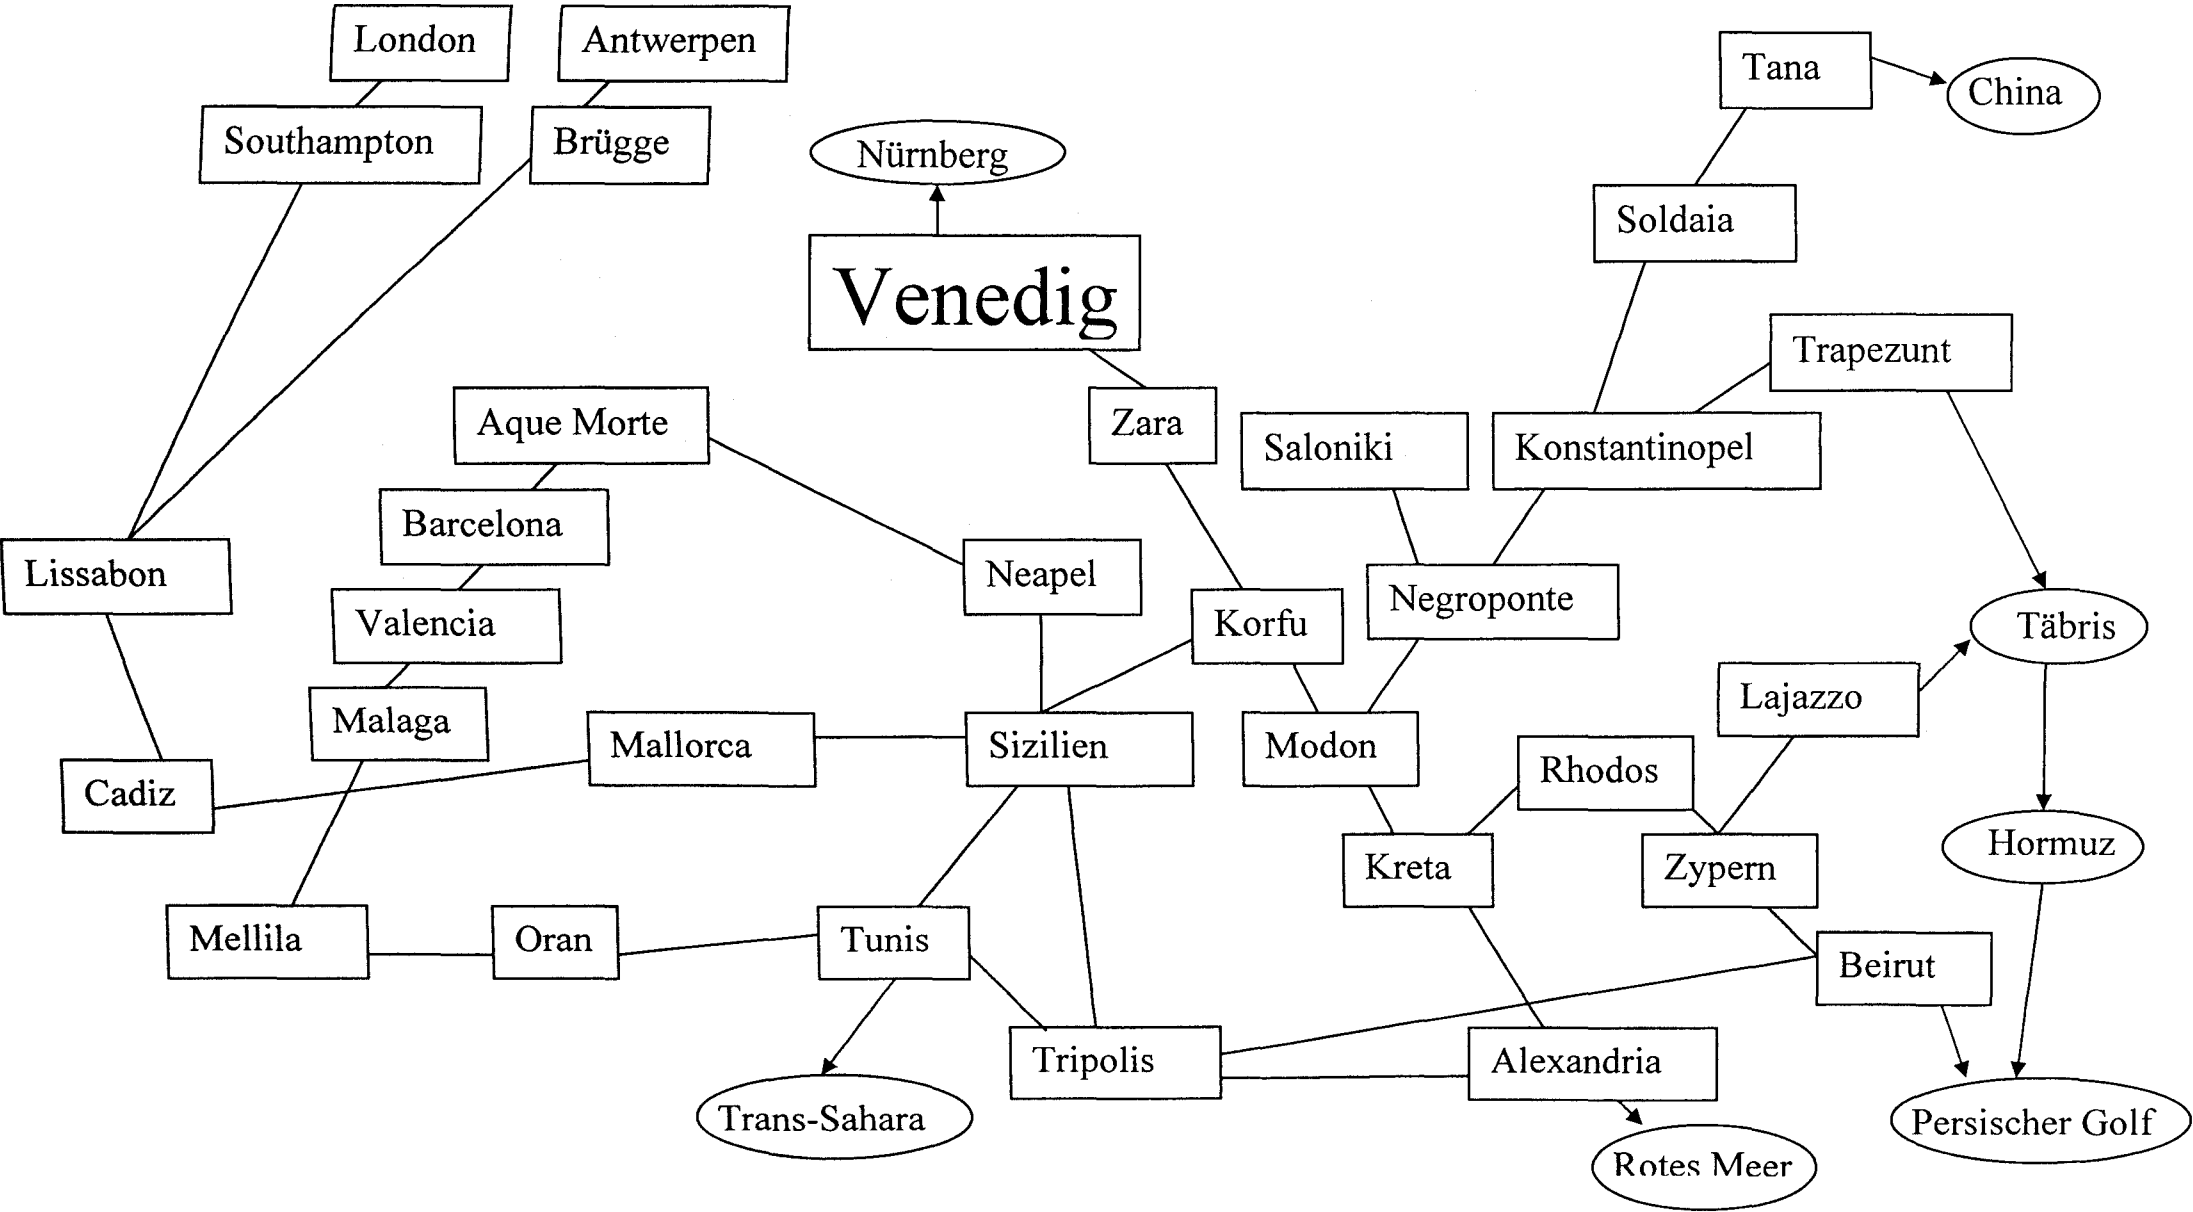 London
Antwerpen
Tana
China
Southampton
Brügge
Nürnberg
Soldaia
Venedig
Trapezunt
Aque Morte
Zara
Saloniki
Konstantinopel
Barcelona
Lissabon
Neapel
Negroponte
Valencia
Korfu
Täbris
Lajazzo
Malaga
Mallorca
Sizilien
Modon
Rhodos
Cadiz
Hormuz
Kreta
Zypern
Mellila
Oran
Tunis
Beirut
Tripolis
Alexandria
Trans-Sahara
Persischer Golf
Rotes Meer